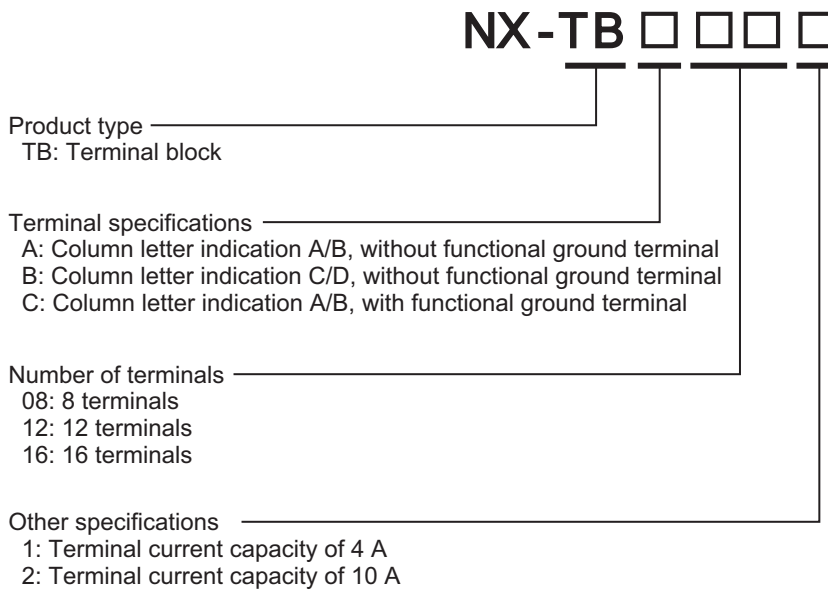 NX-TB □ □□ □
Product type
TB: Terminal block
Terminal specifications
A: Column letter indication A/B, without functional ground terminal
B: Column letter indication C/D, without functional ground terminal
C: Column letter indication A/B, with functional ground terminal
Number of terminals
08: 8 terminals
12: 12 terminals
16: 16 terminals
Other specifications
1: Terminal current capacity of 4 A
2: Terminal current capacity of 10 A